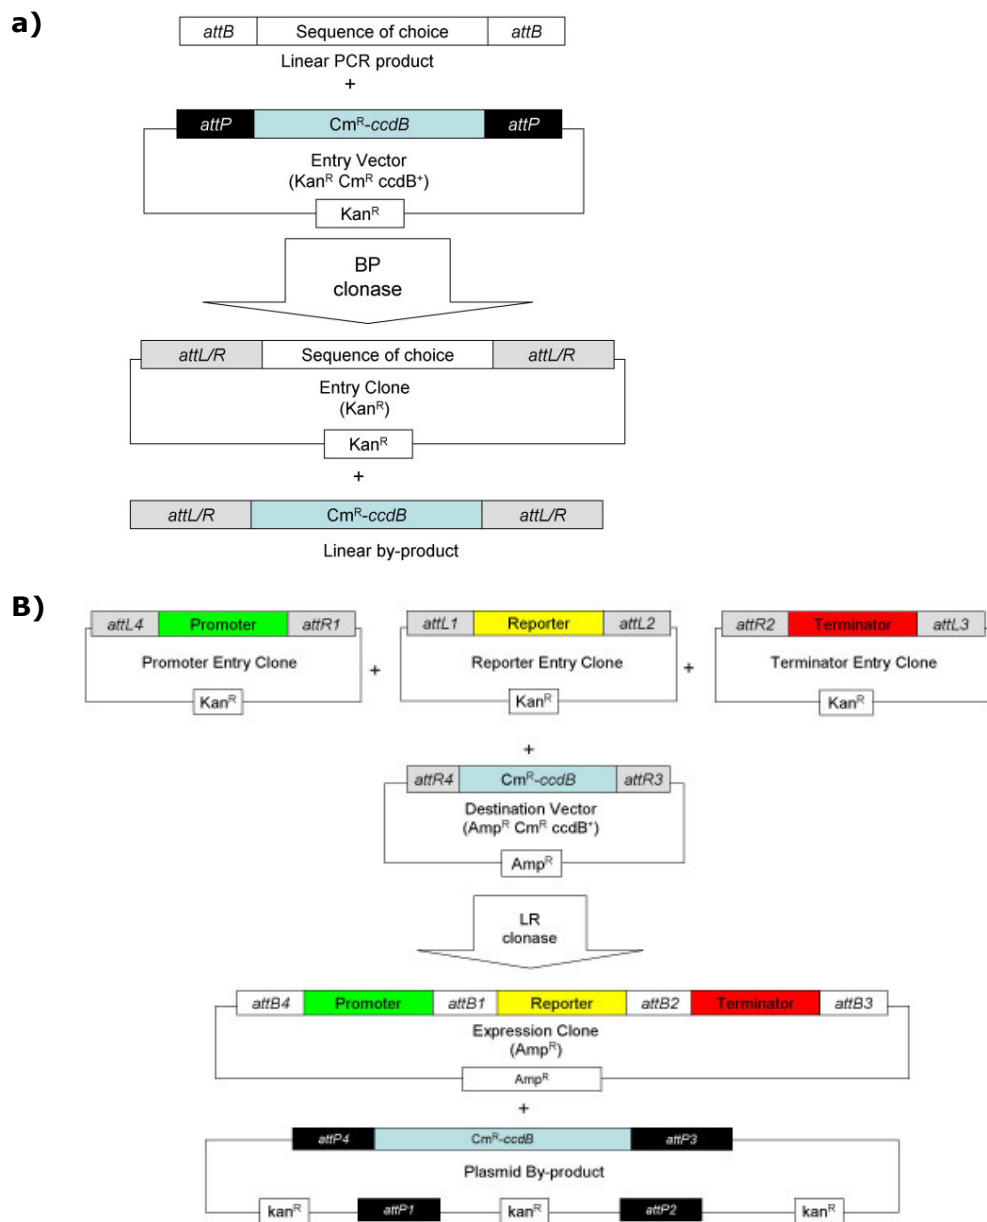 a)
attB Sequence of choice attB
Linear PCR product
+
attP Cmᴿ-ccdB attP
Entry Vector
(Kanᴿ Cmᴿ ccdB⁺)
Kanᴿ
BP
clonase
attL/R Sequence of choice attL/R
Entry Clone
(Kanᴿ)
Kanᴿ
+
attL/R Cmᴿ-ccdB attL/R
Linear by-product
B)
attL4 Promoter attR1 attL1 Reporter attL2 attR2 Terminator attL3
Promoter Entry Clone + Reporter Entry Clone + Terminator Entry Clone
Kanᴿ Kanᴿ Kanᴿ
+
attR4 Cmᴿ-ccdB attR3
Destination Vector
(Ampᴿ Cmᴿ ccdB⁺)
Ampᴿ
LR
clonase
attB4 Promoter attB1 Reporter attB2 Terminator attB3
Expression Clone
(Ampᴿ)
Ampᴿ
+
attP4 Cmᴿ-ccdB attP3
Plasmid By-product
kanᴿ attP1 kanᴿ attP2 kanᴿ